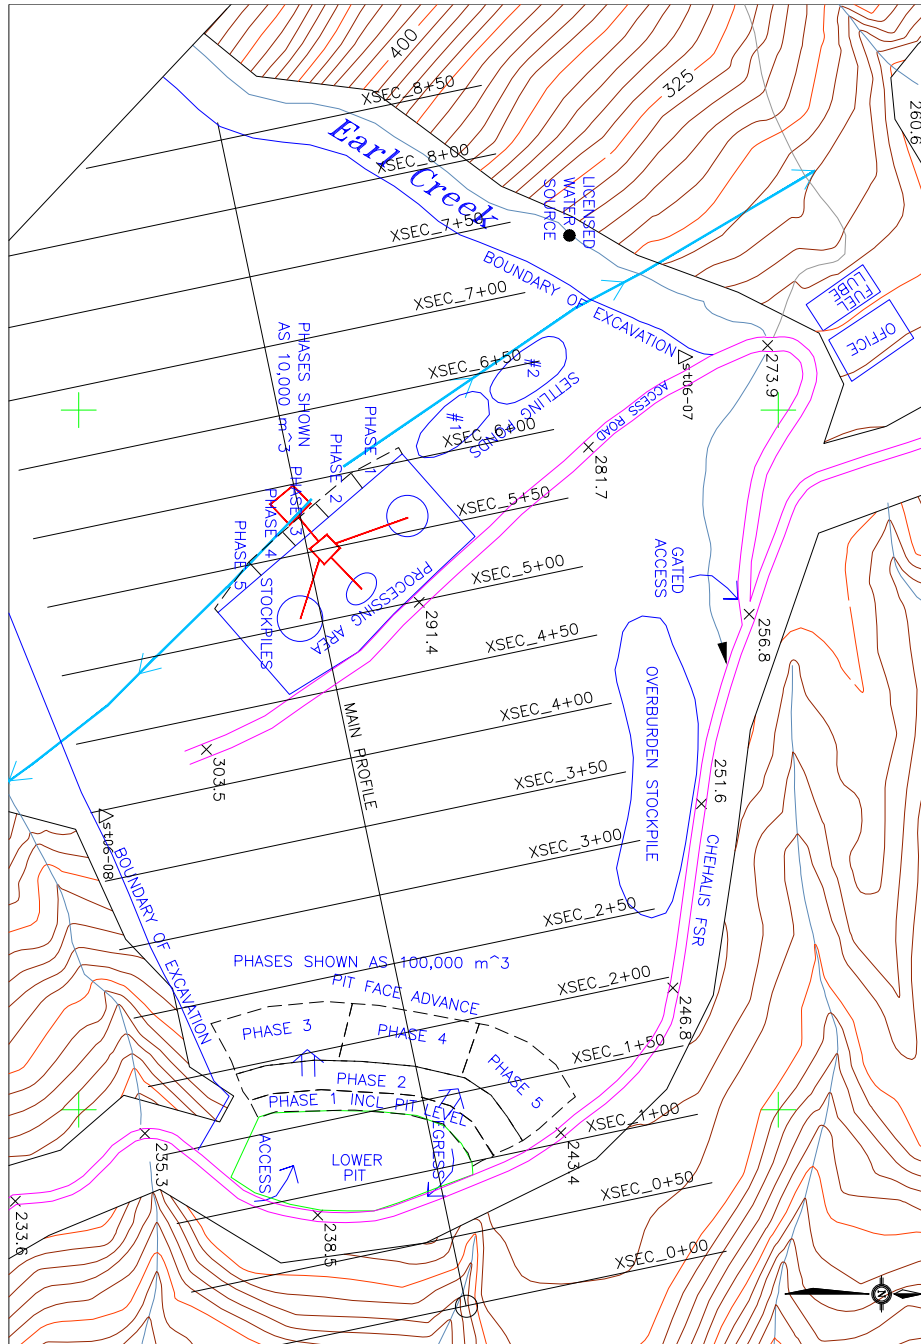 400
325
260.6
XSEC_8+50
Earl Creek
XSEC_8+00
LICENSED
WATER
SOURCE
XSEC_7+50
BOUNDARY OF EXCAVATION
XSEC_7+00
FUEL
LUBE
OFFICE
273.9
st06-07
PHASES SHOWN
AS 10,000 m^3
XSEC_6+50
#2
SETTLING PONDS
#1
ACCESS ROAD
XSEC_6+00
281.7
PHASE 1
PHASE 2
PHASE 3
PHASE 4
PHASE 5
XSEC_5+50
STOCKPILES
PROCESSING AREA
XSEC_5+00
GATED
ACCESS
256.8
291.4
XSEC_4+50
XSEC_4+00
MAIN PROFILE
OVERBURDEN STOCKPILE
303.5
XSEC_3+50
251.6
XSEC_3+00
CHEHALIS FSR
st06-08
BOUNDARY OF EXCAVATION
XSEC_2+50
PHASES SHOWN AS 100,000 m^3
XSEC_2+00
PIT FACE ADVANCE
246.8
PHASE 3
PHASE 4
XSEC_1+50
PHASE 5
PHASE 2
PHASE 1 INCL PIT LEVEL
XSEC_1+00
243.4
235.3
ACCESS
LOWER
PIT
EGRESS
XSEC_0+50
233.6
238.5
XSEC_0+00
N